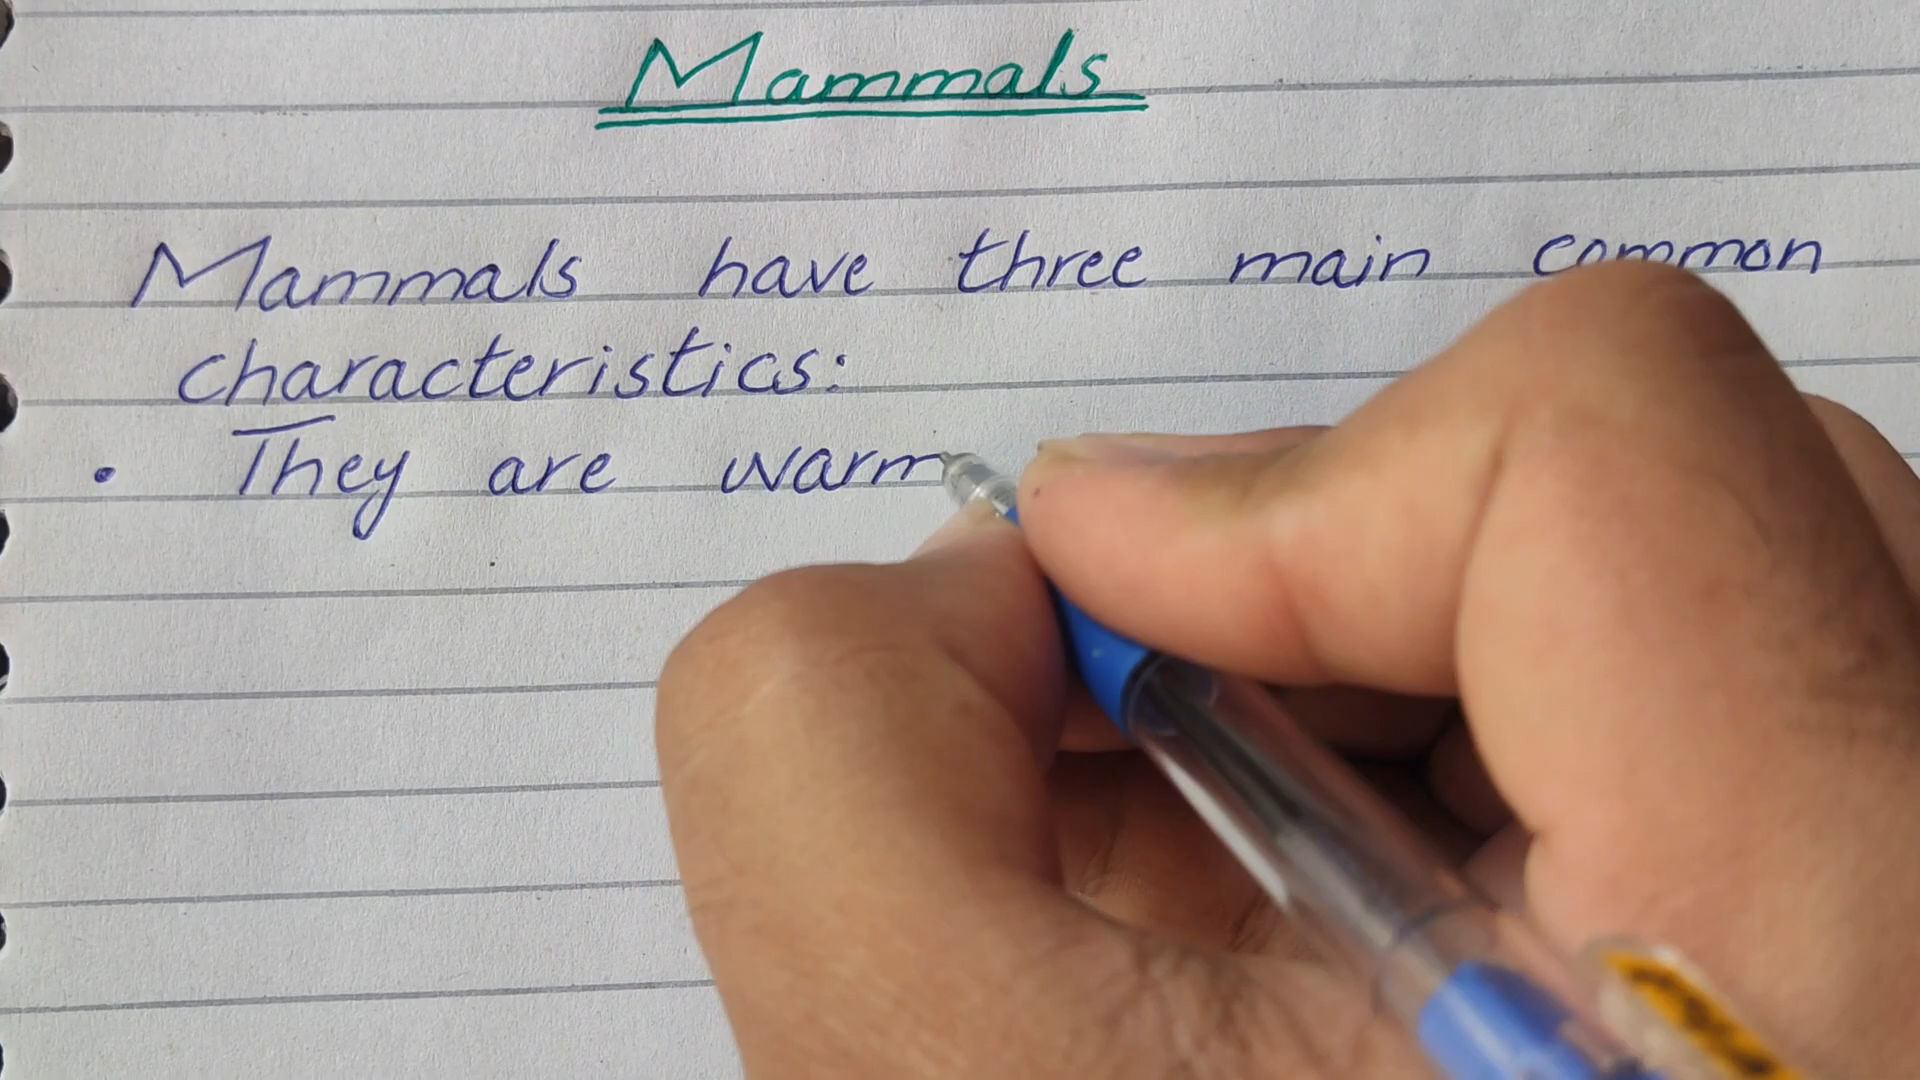 Mammals
Mammals have three main common
characteristics:
• They are warm